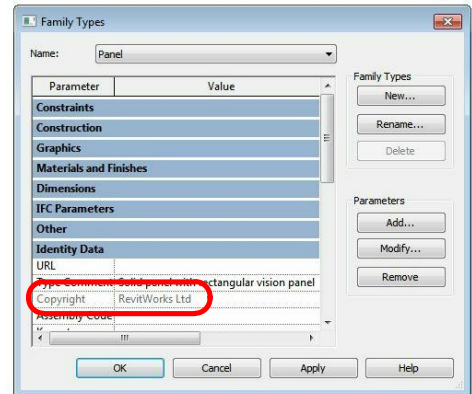 Family Types
Name: Panel
Parameter Value
Constraints
Construction
Graphics
Materials and Finishes
Dimensions
IFC Parameters
Other
Identity Data
URL
Type Comment Solid panel with rectangular vision panel
Copyright RevitWorks Ltd
Assembly Code
Family Types
New...
Rename...
Delete
Parameters
Add...
Modify...
Remove
OK Cancel Apply Help